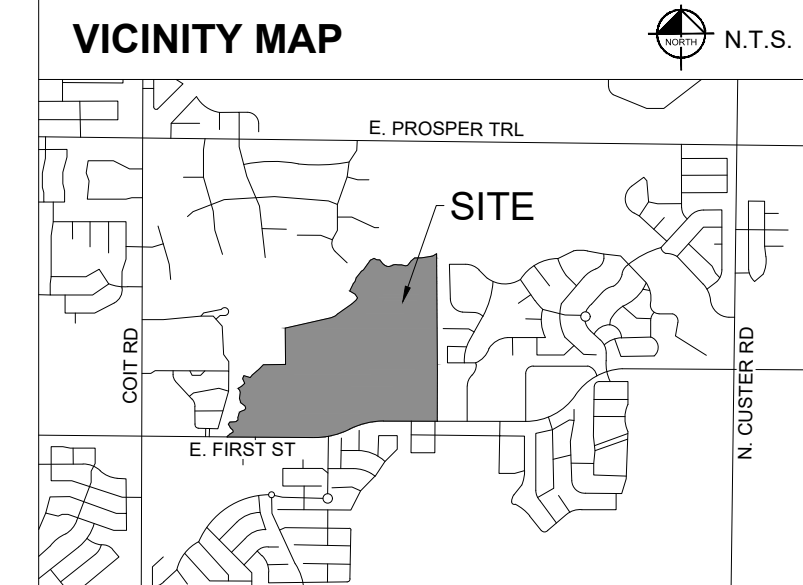 VICINITY MAP
NORTH
N.T.S.
E. PROSPER TRL
SITE
COIT RD
N. CUSTER RD
E. FIRST ST